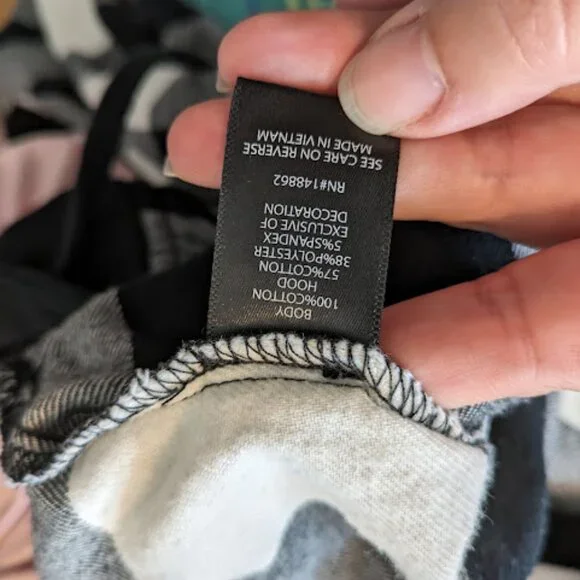 BODY
100%COTTON
HOOD
57%COTTON
38%POLYESTER
5%SPANDEX
EXCLUSIVE OF
DECORATION
RN#148862
SEE CARE ON REVERSE
MADE IN VIETNAM